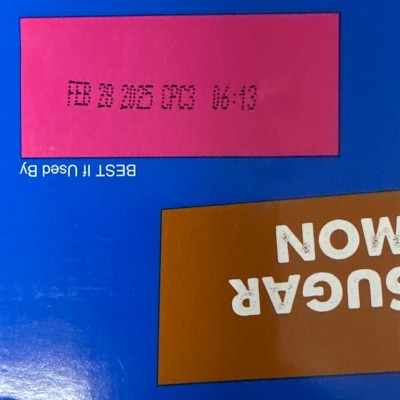 FEB 28 2025 CPC3 06:13
BEST If Used By
SUGAR
MON